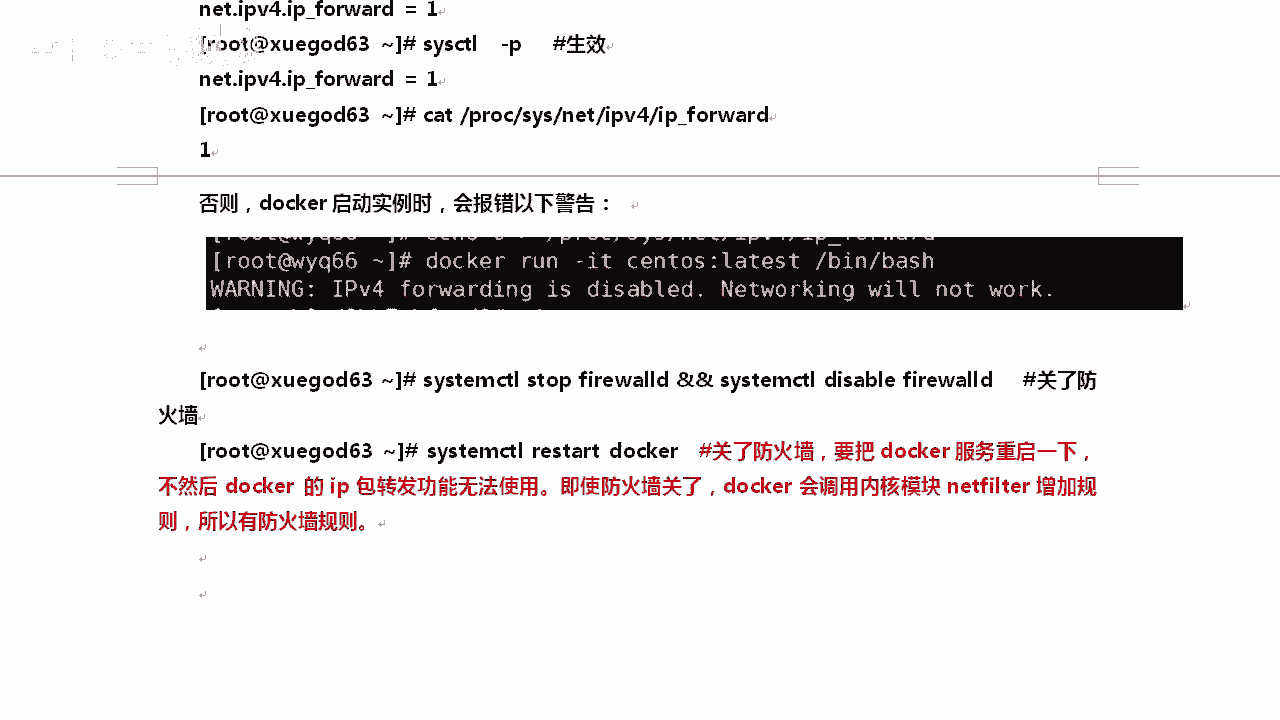 net.ipv4.ip_forward = 1
[root@xuegod63 ~]# sysctl -p #生效
net.ipv4.ip_forward = 1
[root@xuegod63 ~]# cat /proc/sys/net/ipv4/ip_forward
1
否则，docker 启动实例时，会报错以下警告：
[root@wyq66 ~]# docker run -it centos:latest /bin/bash
WARNING: IPv4 forwarding is disabled. Networking will not work.
[root@xuegod63 ~]# systemctl stop firewalld && systemctl disable firewalld #关了防
火墙
[root@xuegod63 ~]# systemctl restart docker #关了防火墙，要把 docker 服务重启一下，
不然后 docker 的 ip 包转发功能无法使用。即使防火墙关了，docker 会调用内核模块 netfilter 增加规
则，所以有防火墙规则。